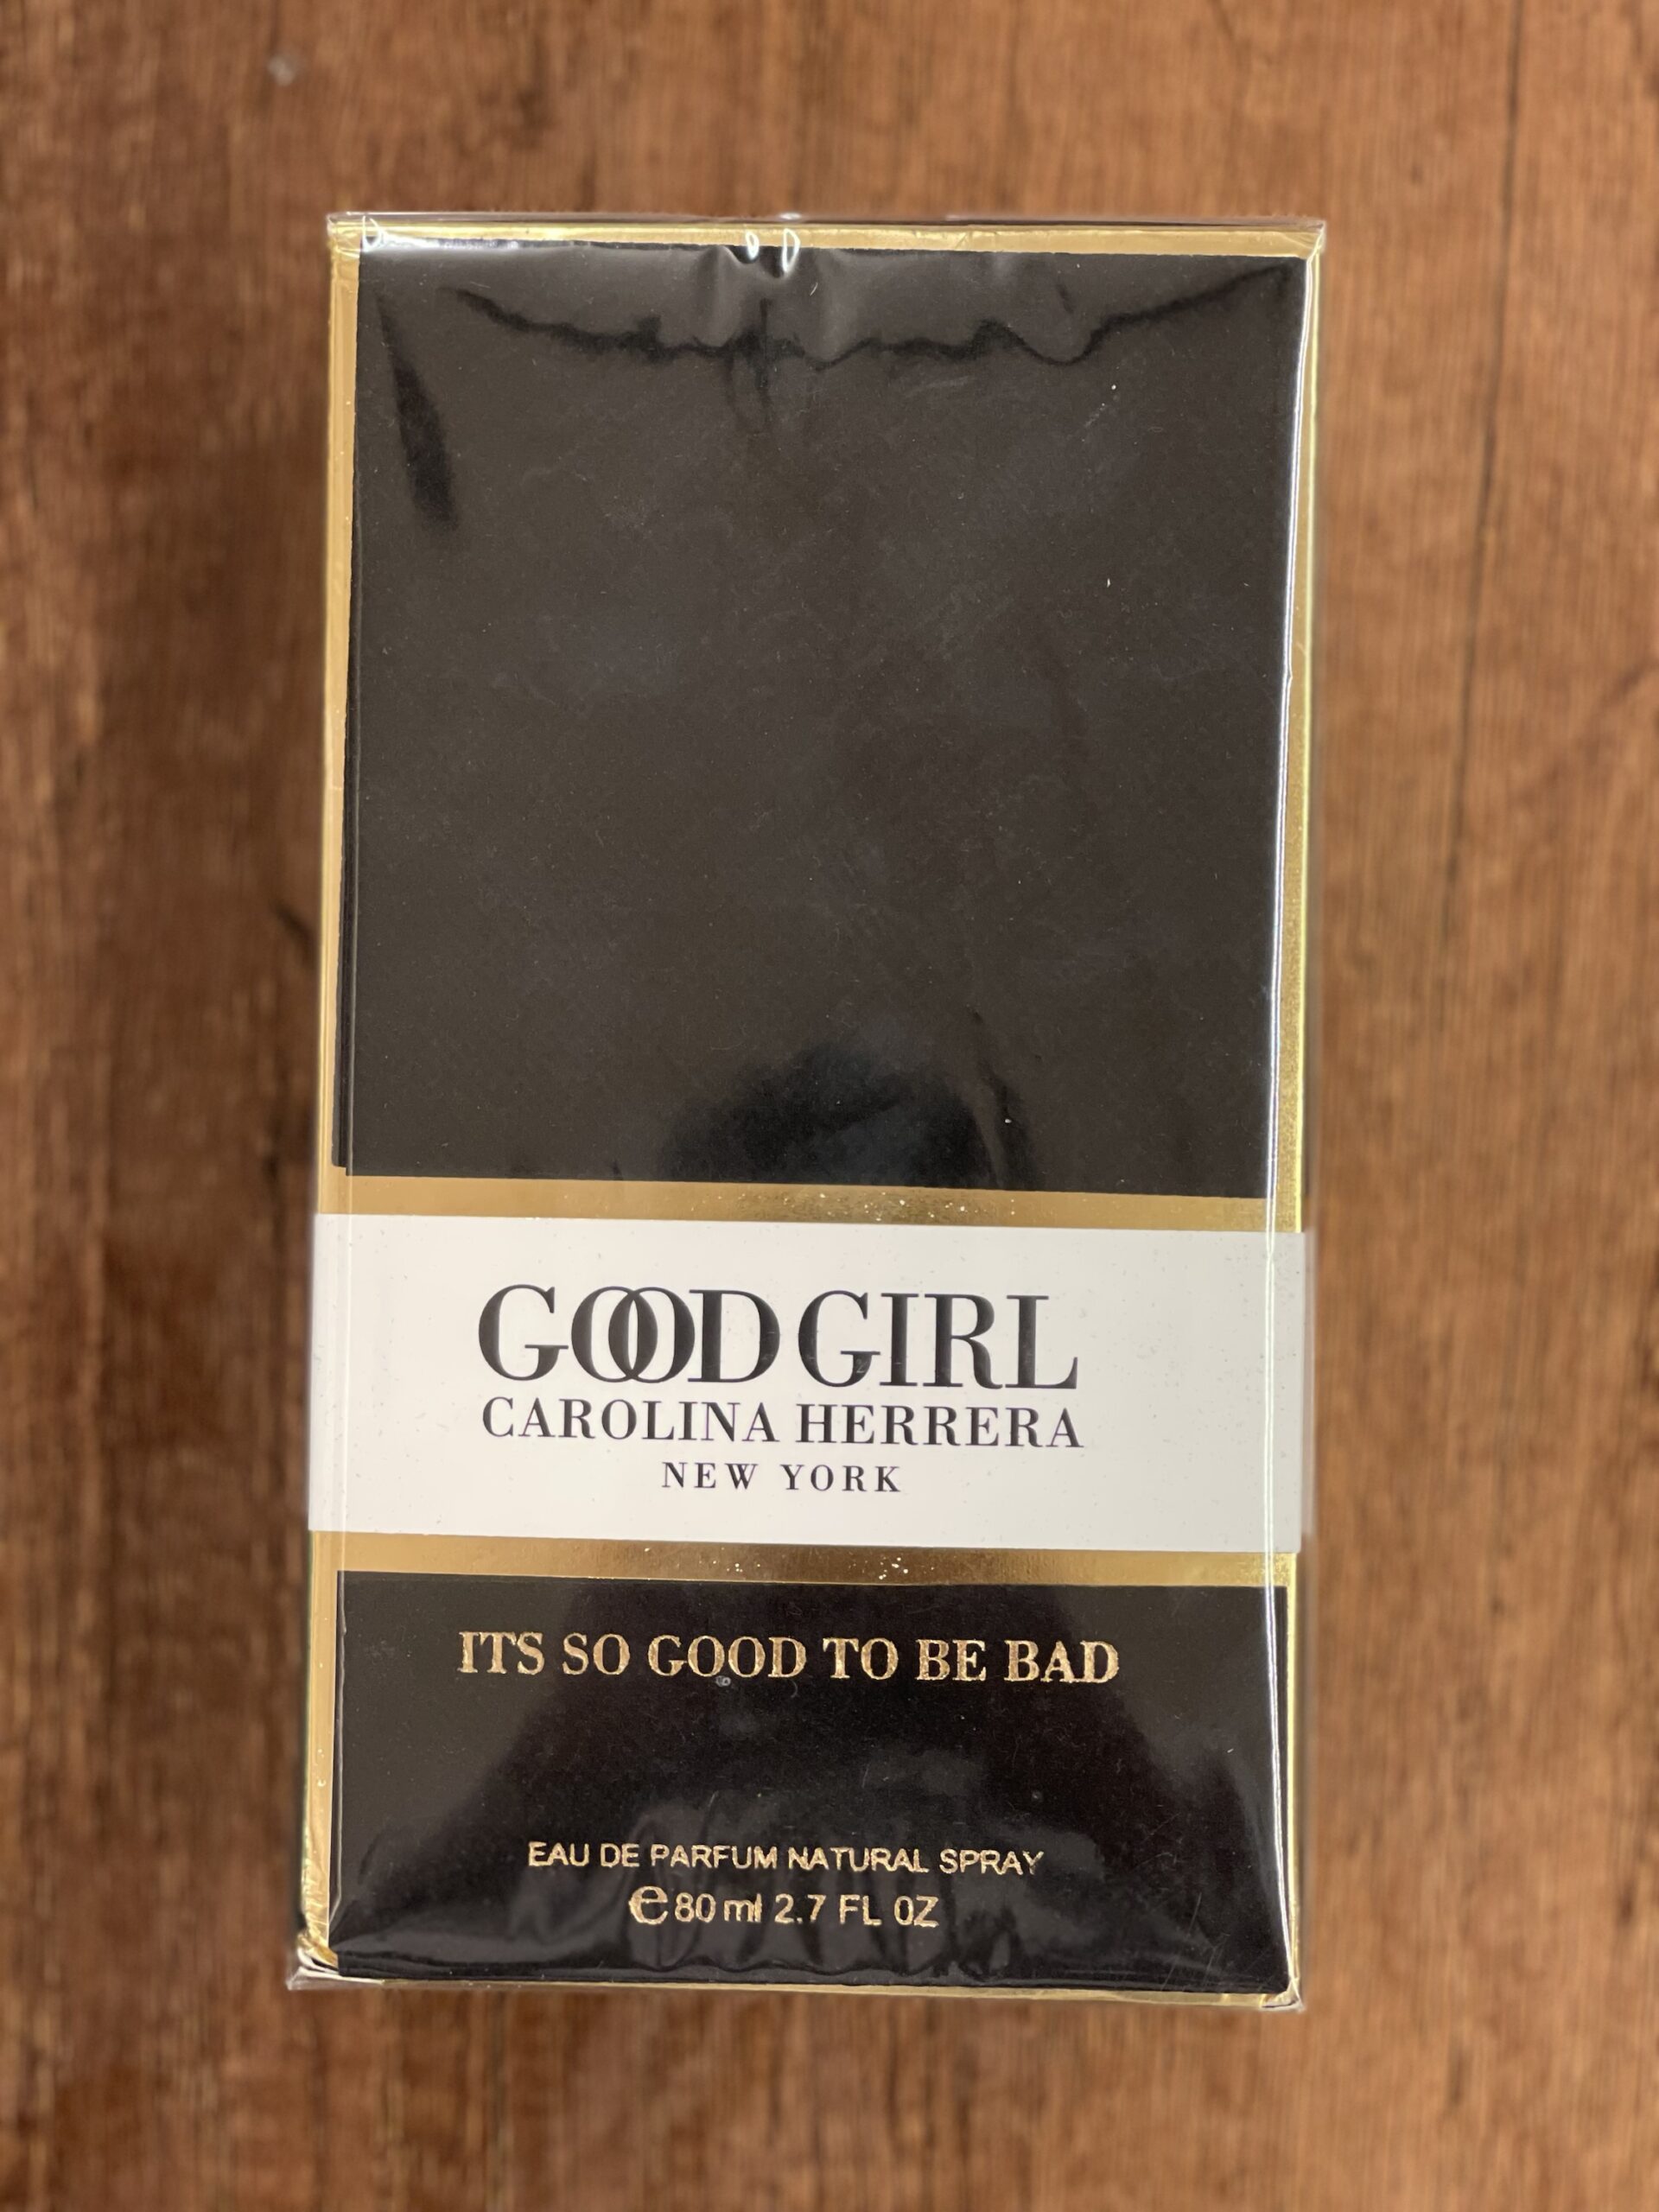 GOOD GIRL
CAROLINA HERRERA
NEW YORK
ITS SO GOOD TO BE BAD
EAU DE PARFUM NATURAL SPRAY
℮ 80 ml 2.7 FL 0Z